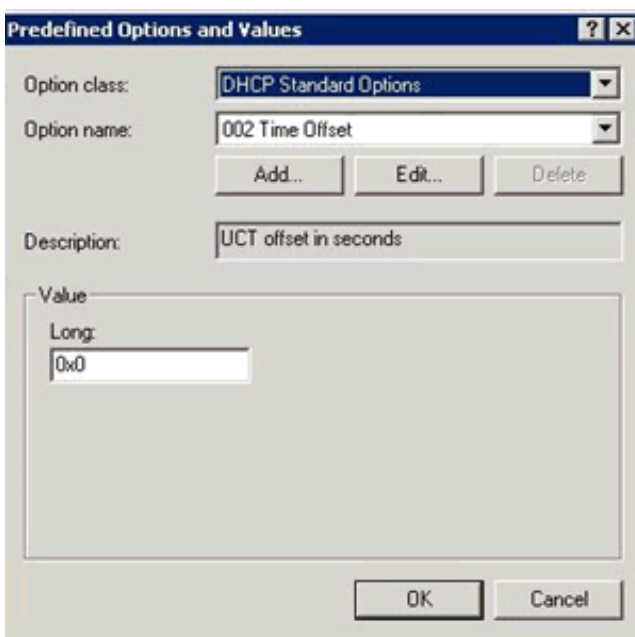 Predefined Options and Values
Option class: DHCP Standard Options
Option name: 002 Time Offset
Add... Edit... Delete
Description: UCT offset in seconds
Value
Long:
0x0
OK Cancel